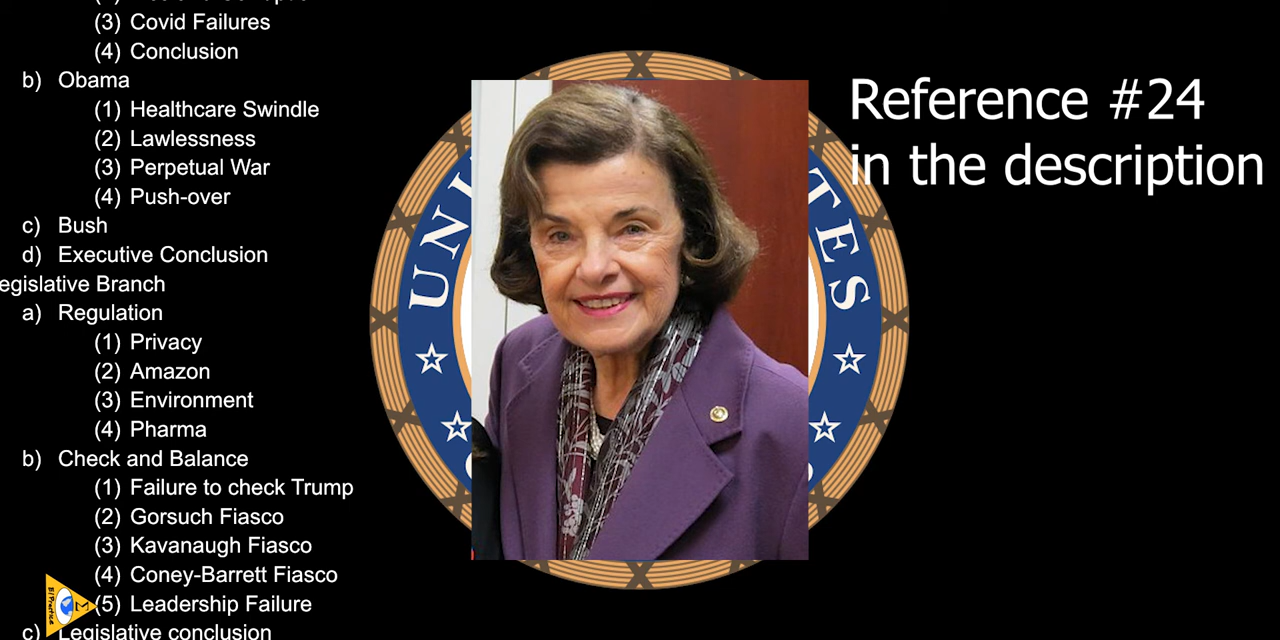 (3) Covid Failures
(4) Conclusion
b) Obama
(1) Healthcare Swindle
(2) Lawlessness
(3) Perpetual War
(4) Push-over
c) Bush
d) Executive Conclusion
egislative Branch
a) Regulation
(1) Privacy
(2) Amazon
(3) Environment
(4) Pharma
b) Check and Balance
(1) Failure to check Trump
(2) Gorsuch Fiasco
(3) Kavanaugh Fiasco
(4) Coney-Barrett Fiasco
(5) Leadership Failure
c) Legislative conclusion
UNI
TES
Reference #24
in the description